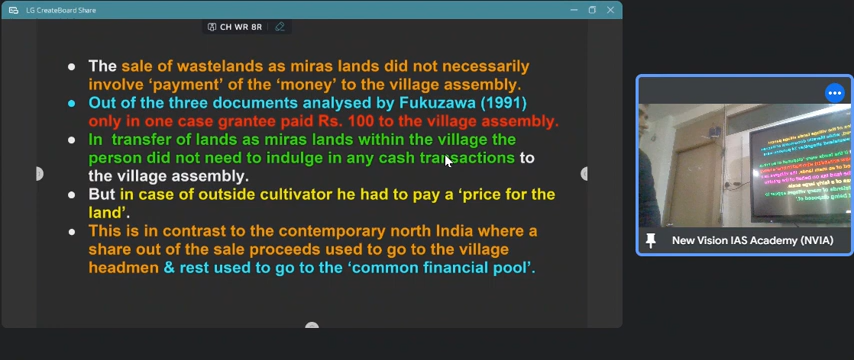 LG CreateBoard Share
CH WR 8R
The sale of wastelands as miras lands did not necessarily
involve ‘payment’ of the ‘money’ to the village assembly.
Out of the three documents analysed by Fukuzawa (1991)
only in one case grantee paid Rs. 100 to the village assembly.
In transfer of lands as miras lands within the village the
person did not need to indulge in any cash transactions to
the village assembly.
But in case of outside cultivator he had to pay a ‘price for the
land’.
This is in contrast to the contemporary north India where a
share out of the sale proceeds used to go to the village
headmen & rest used to go to the ‘common financial pool’.
New Vision IAS Academy (NVIA)